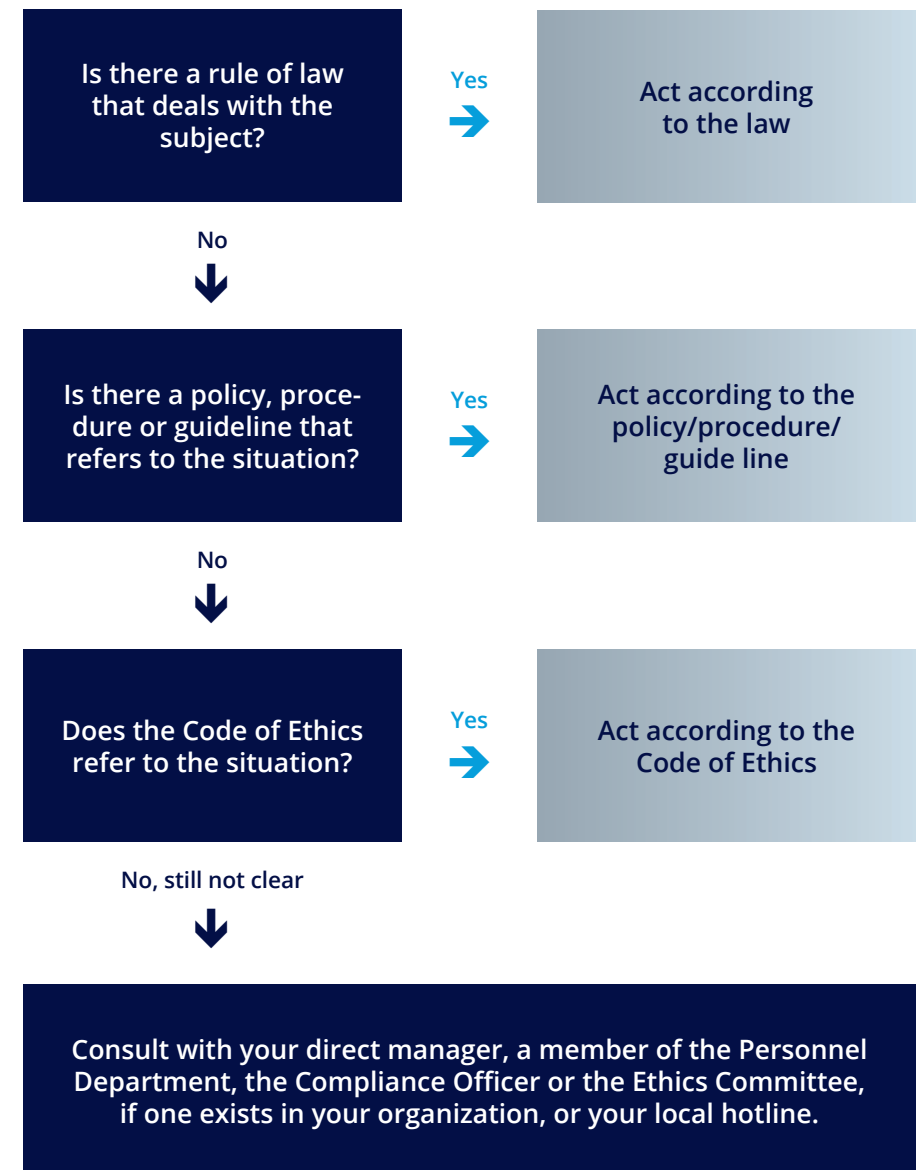 Is there a rule of law
that deals with the
subject?
Yes
Act according
to the law
No
Is there a policy, proce-
dure or guideline that
refers to the situation?
Yes
Act according to the
policy/procedure/
guide line
No
Does the Code of Ethics
refer to the situation?
Yes
Act according to the
Code of Ethics
No, still not clear
Consult with your direct manager, a member of the Personnel
Department, the Compliance Officer or the Ethics Committee,
if one exists in your organization, or your local hotline.